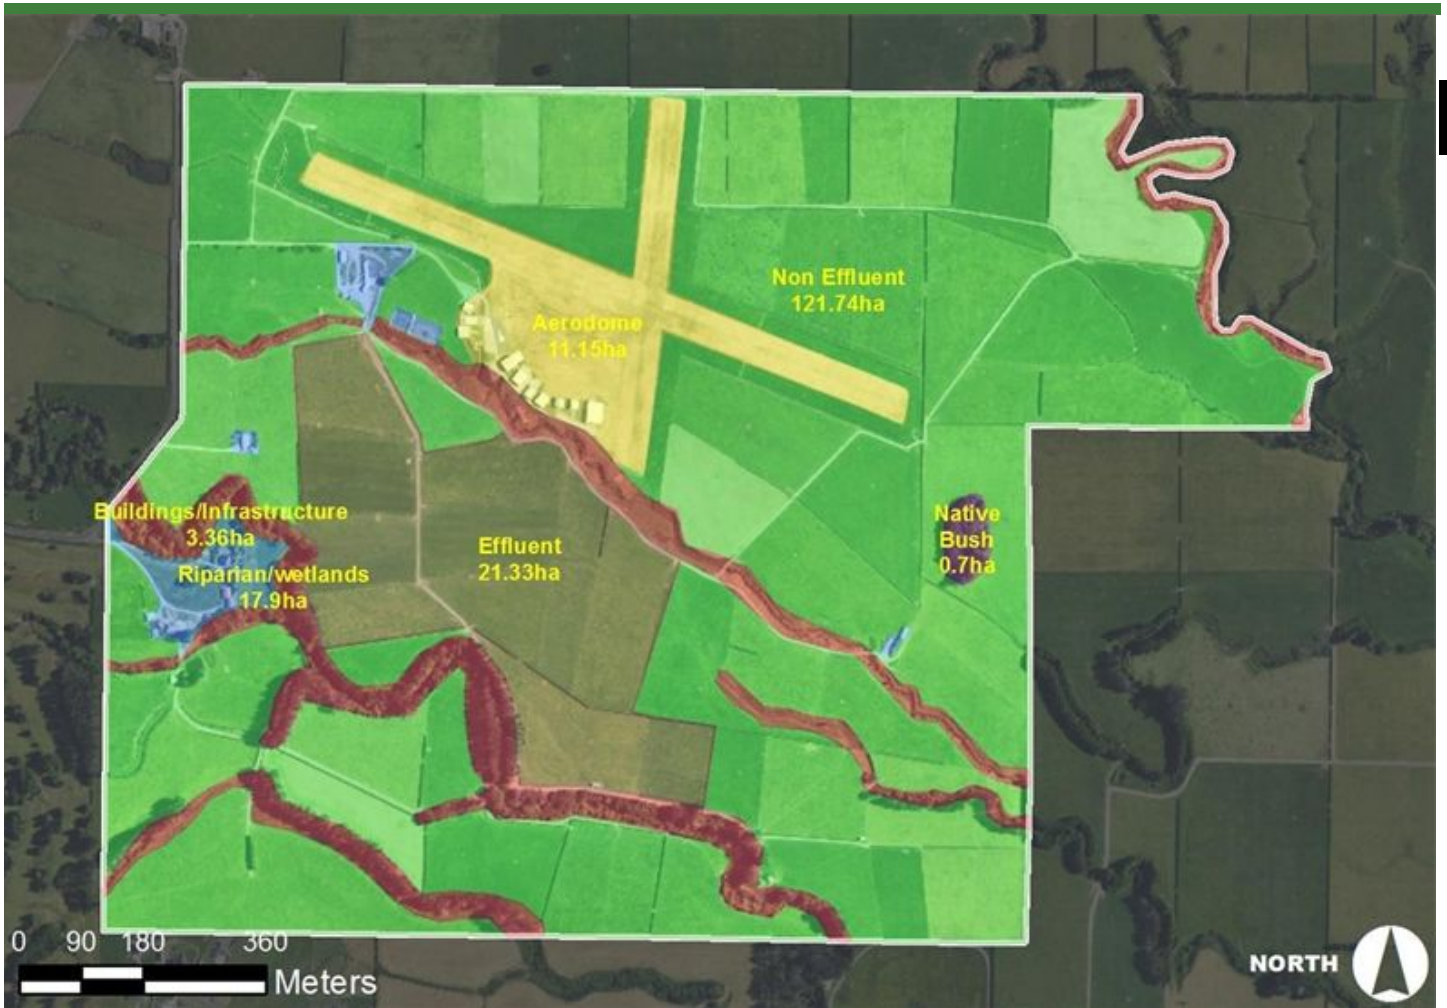 Non Effluent
121.74ha
Aerodome
11.15ha
Buildings/Infrastructure
3.36ha
Native
Bush
0.7ha
Effluent
21.33ha
Riparian/wetlands
17.9ha
0 90 180 360
Meters
NORTH